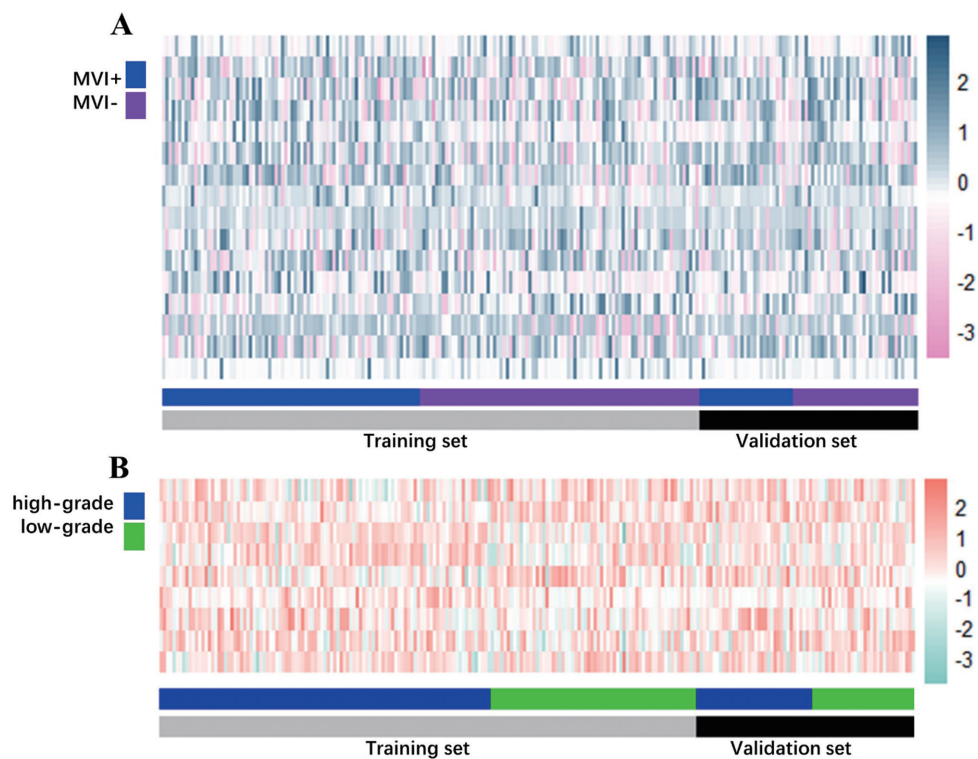 A
MVI+
MVI-
2
1
0
-1
-2
-3
Training set
Validation set
B
high-grade
low-grade
2
1
0
-1
-2
-3
Training set
Validation set